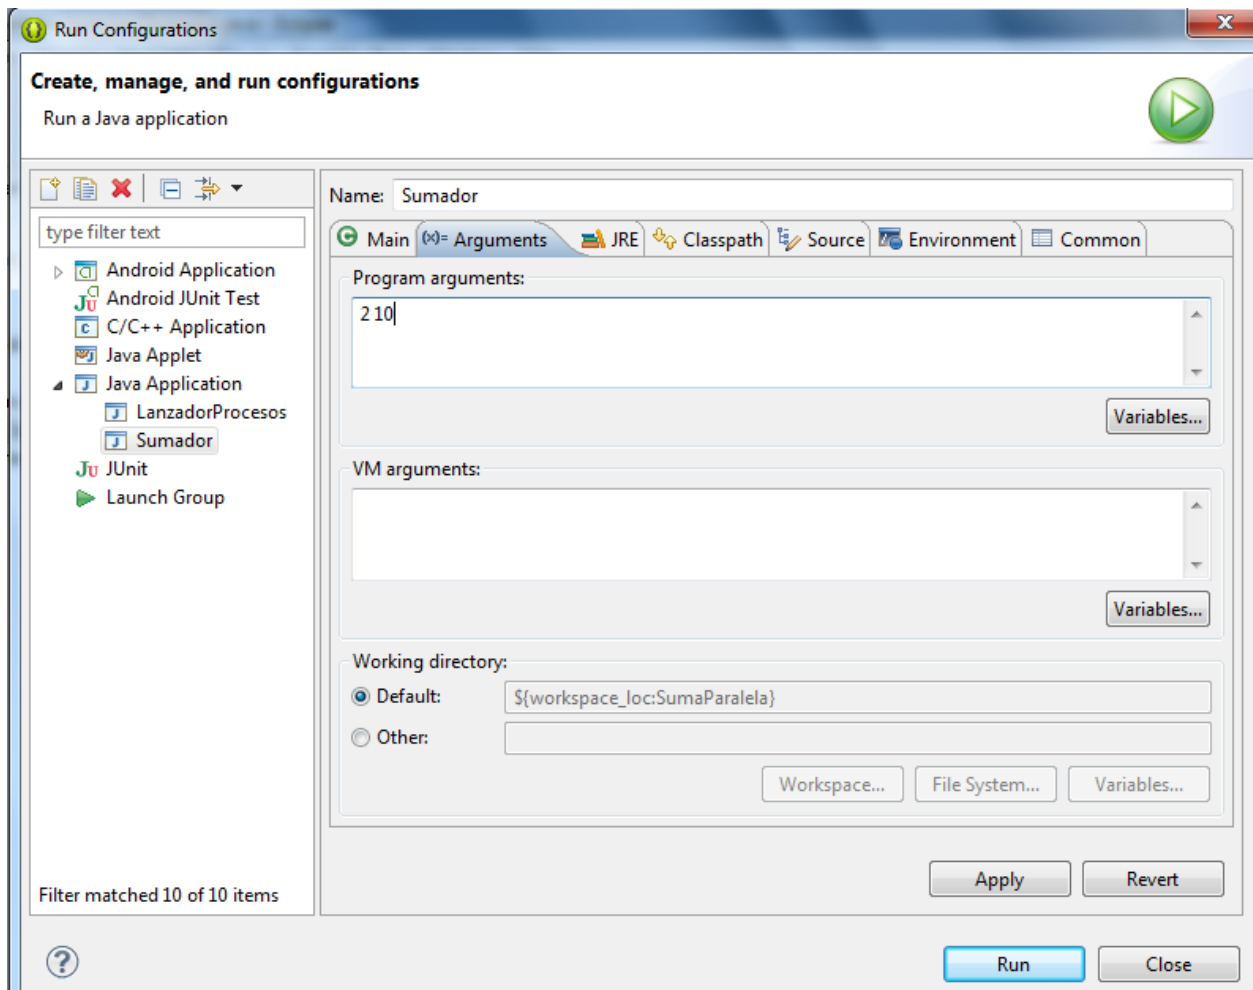 Run Configurations
Create, manage, and run configurations
Run a Java application
type filter text
Android Application
Android JUnit Test
C/C++ Application
Java Applet
Java Application
LanzadorProcesos
Sumador
JUnit
Launch Group
Filter matched 10 of 10 items
Name: Sumador
Main (x)= Arguments JRE Classpath Source Environment Common
Program arguments:
2 10
Variables...
VM arguments:
Variables...
Working directory:
Default: ${workspace_loc:SumaParalela}
Other:
Workspace... File System... Variables...
Apply Revert
Run Close